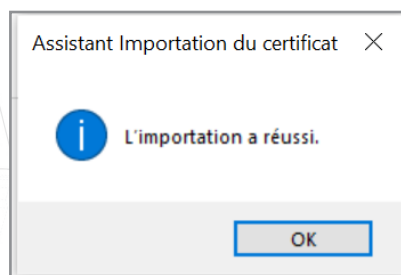 Assistant Importation du certificat
L'importation a réussi.
OK